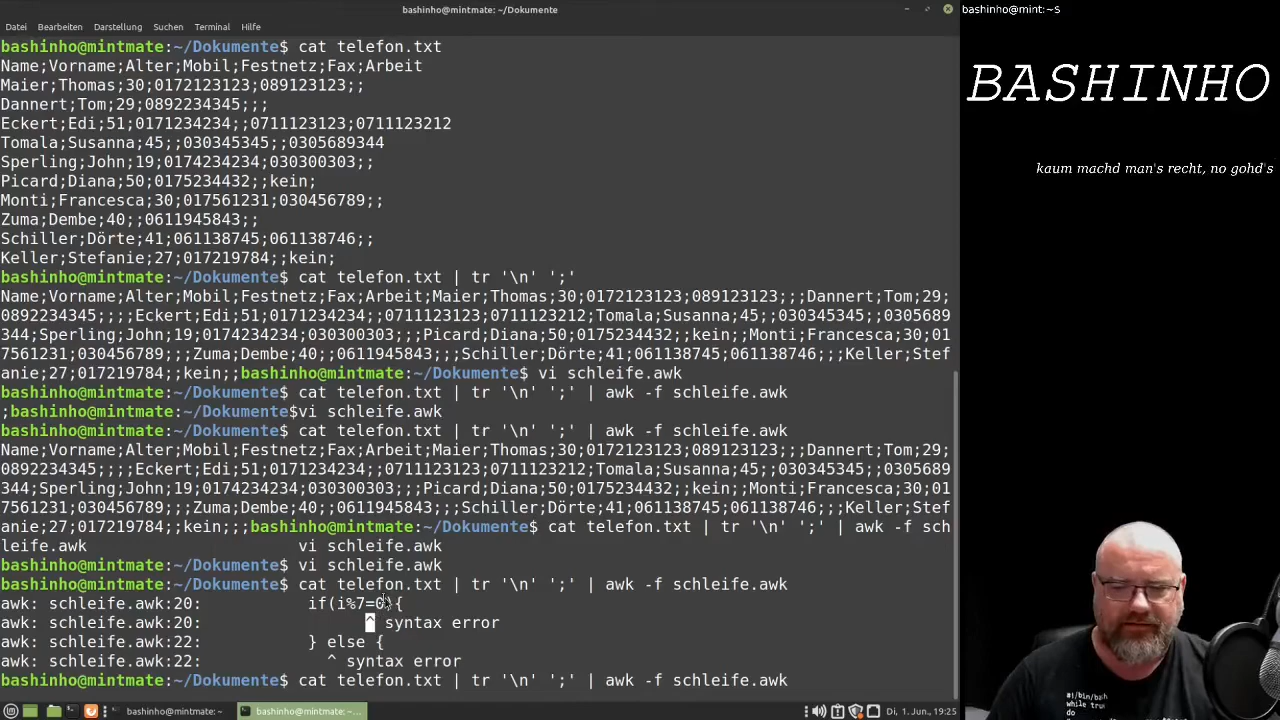 bashinho@mintmate: ~/Dokumente
Datei Bearbeiten Darstellung Suchen Terminal Hilfe
bashinho@mintmate:~/Dokumente$ cat telefon.txt
Name;Vorname;Alter;Mobil;Festnetz;Fax;Arbeit
Maier;Thomas;30;0172123123;089123123;;
Dannert;Tom;29;0892234345;;;
Eckert;Edi;51;0171234234;;0711123123;0711123212
Tomala;Susanna;45;;030345345;;0305689344
Sperling;John;19;0174234234;030300303;;
Picard;Diana;50;0175234432;;kein;
Monti;Francesca;30;017561231;030456789;;
Zuma;Dembe;40;;0611945843;;
Schiller;Dörte;41;061138745;061138746;;
Keller;Stefanie;27;017219784;;kein;
bashinho@mintmate:~/Dokumente$ cat telefon.txt | tr '\n' ';'
Name;Vorname;Alter;Mobil;Festnetz;Fax;Arbeit;Maier;Thomas;30;0172123123;089123123;;;Dannert;Tom;29;
0892234345;;;;Eckert;Edi;51;0171234234;;0711123123;0711123212;Tomala;Susanna;45;;030345345;;0305689
344;Sperling;John;19;0174234234;030300303;;;Picard;Diana;50;0175234432;;kein;;Monti;Francesca;30;01
7561231;030456789;;;Zuma;Dembe;40;;0611945843;;;Schiller;Dörte;41;061138745;061138746;;;Keller;Stef
anie;27;017219784;;kein;;bashinho@mintmate:~/Dokumente$ vi schleife.awk
bashinho@mintmate:~/Dokumente$ cat telefon.txt | tr '\n' ';' | awk -f schleife.awk
;bashinho@mintmate:~/Dokumente$vi schleife.awk
bashinho@mintmate:~/Dokumente$ cat telefon.txt | tr '\n' ';' | awk -f schleife.awk
Name;Vorname;Alter;Mobil;Festnetz;Fax;Arbeit;Maier;Thomas;30;0172123123;089123123;;;Dannert;Tom;29;
0892234345;;;;Eckert;Edi;51;0171234234;;0711123123;0711123212;Tomala;Susanna;45;;030345345;;0305689
344;Sperling;John;19;0174234234;030300303;;;Picard;Diana;50;0175234432;;kein;;Monti;Francesca;30;01
7561231;030456789;;;Zuma;Dembe;40;;0611945843;;;Schiller;Dörte;41;061138745;061138746;;;Keller;Stef
anie;27;017219784;;kein;;;bashinho@mintmate:~/Dokumente$ cat telefon.txt | tr '\n' ';' | awk -f sch
leife.awk vi schleife.awk
bashinho@mintmate:~/Dokumente$ vi schleife.awk
bashinho@mintmate:~/Dokumente$ cat telefon.txt | tr '\n' ';' | awk -f schleife.awk
awk: schleife.awk:20: if(i%7=0){
awk: schleife.awk:20: ^ syntax error
awk: schleife.awk:22: } else {
awk: schleife.awk:22: ^ syntax error
bashinho@mintmate:~/Dokumente$ cat telefon.txt | tr '\n' ';' | awk -f schleife.awk
bashinho@mintmate: ~
bashinho@mintmate: ~...
Di, 1. Jun., 19:25
bashinho@mint:~$
BASHINHO
kaum machd man's recht, no gohd's
#!/bin/bash
while true
do